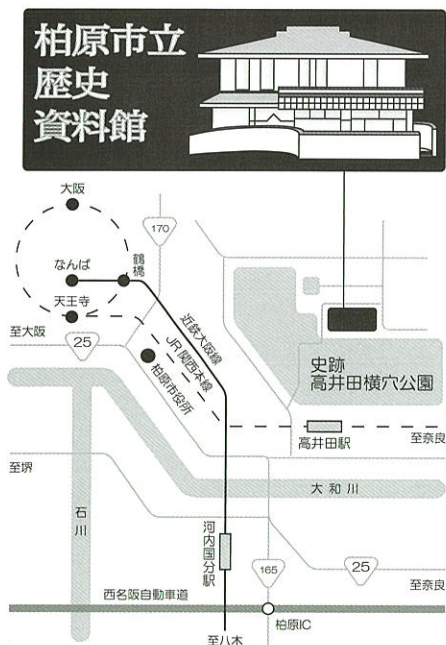 柏原市立
歴史
資料館
大阪
170
なんば
鶴橋
天王寺
至大阪
25
近鉄大阪線
JR関西本線
柏原市役所
史跡
高井田横穴公園
高井田駅
至奈良
至堺
大和川
石川
河内国分駅
165
25
至奈良
西名阪自動車道
柏原IC
至八木